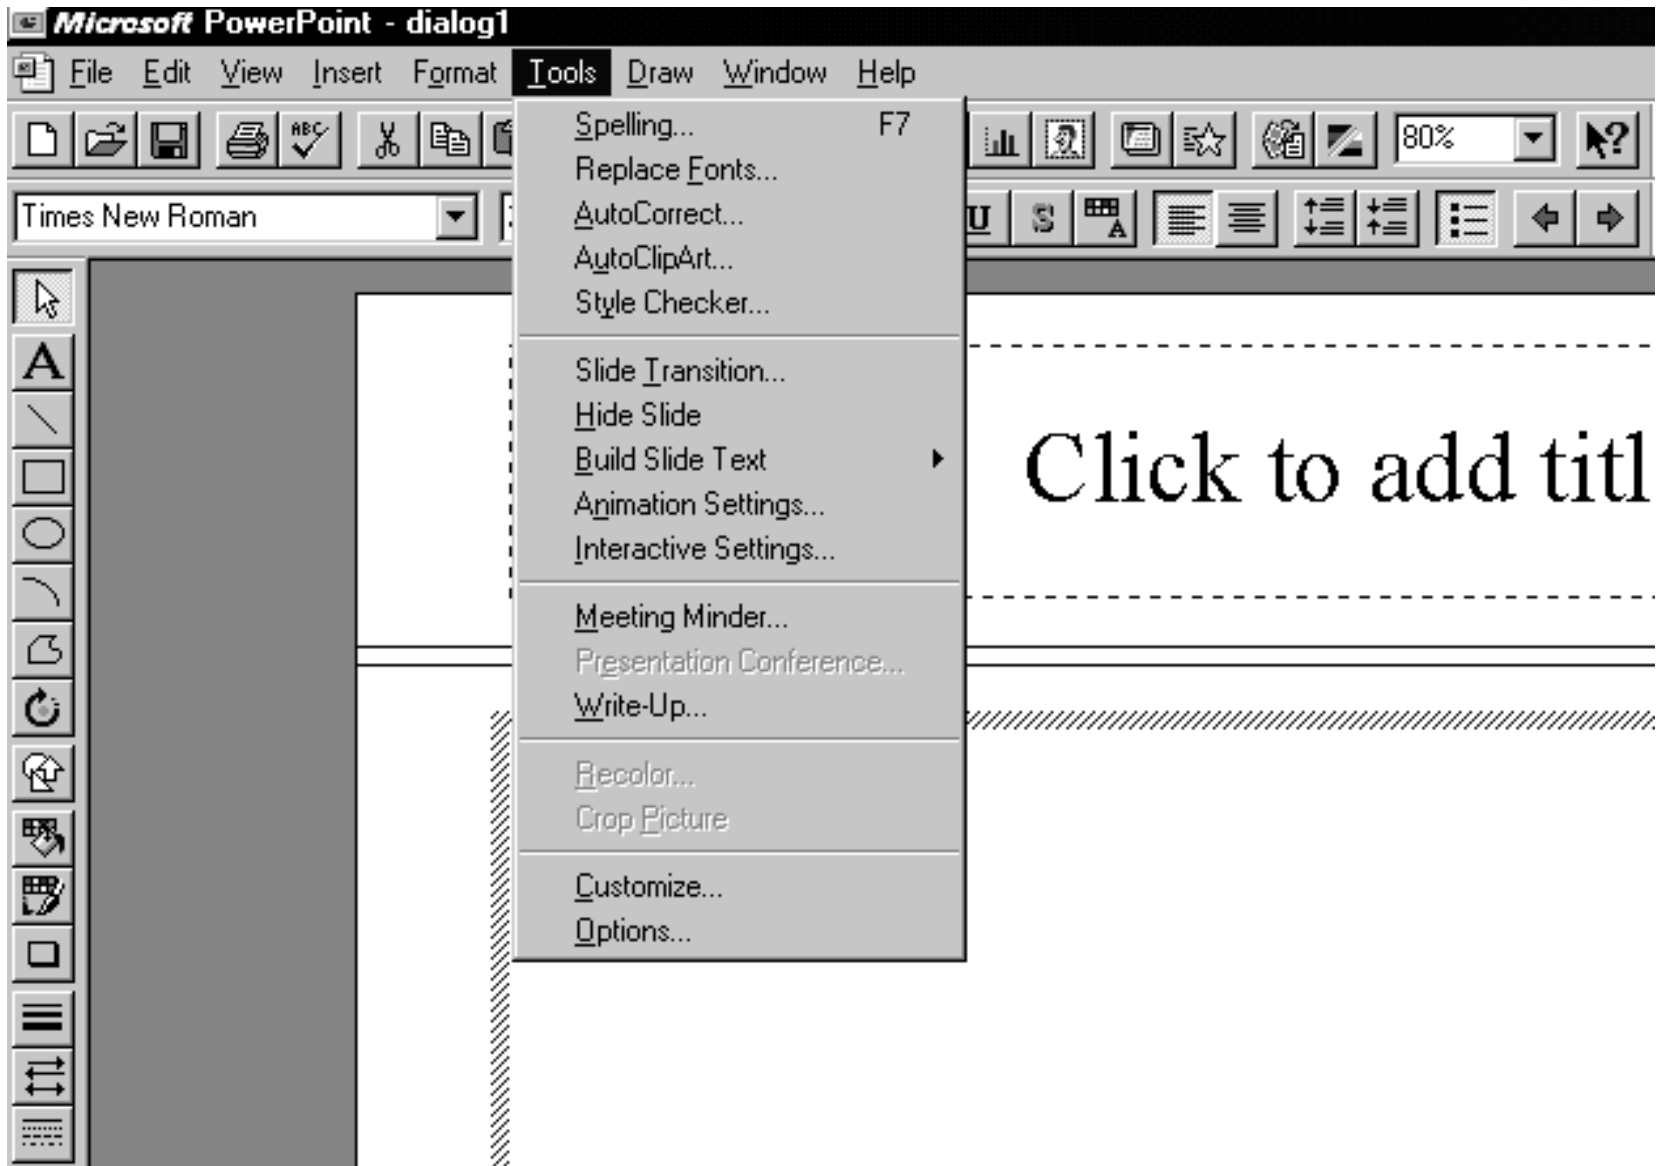 Microsoft PowerPoint - dialog1
File Edit View Insert Format Tools Draw Window Help
ABC 80% ?
Times New Roman U S A
Spelling... F7
Replace Fonts...
AutoCorrect...
AutoClipArt...
Style Checker...
Slide Transition...
Hide Slide
Build Slide Text
Animation Settings...
Interactive Settings...
Meeting Minder...
Presentation Conference...
Write-Up...
Recolor...
Crop Picture
Customize...
Options...
A
Click to add titl